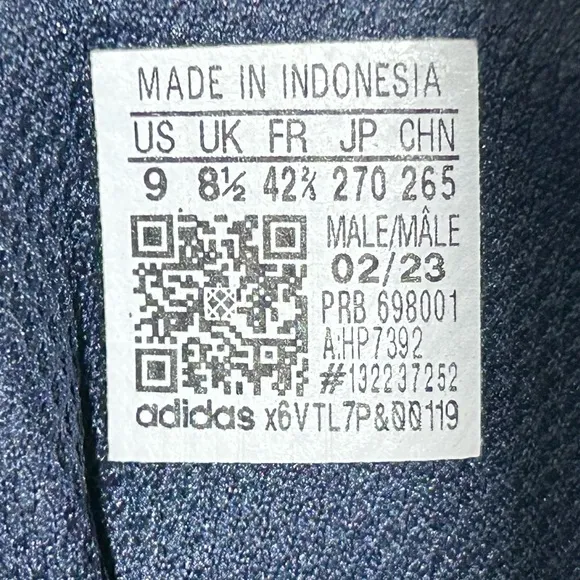 MADE IN INDONESIA
US UK FR JP CHN
9 8½ 42⅔ 270 265
MALE/MÂLE
02/23
PRB 698001
A:HP7392
#132237252
adidas x6VTL7P&00119